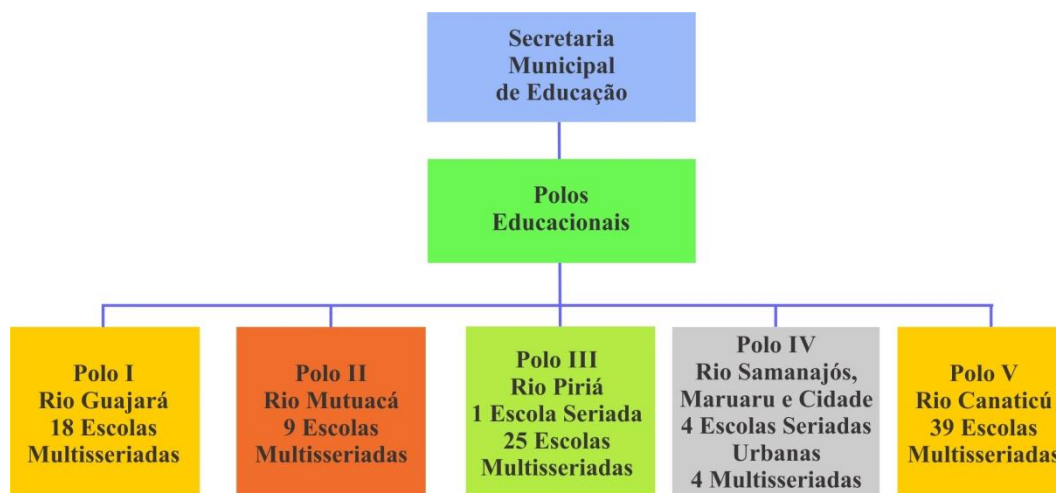 Secretaria
Municipal
de Educação
Polos
Educacionais
Polo I
Rio Guajará
18 Escolas
Multisseriadas
Polo II
Rio Mutuacá
9 Escolas
Multisseriadas
Polo III
Rio Piriá
1 Escola Seriada
25 Escolas
Multisseriadas
Polo IV
Rio Samanajós,
Maruaru e Cidade
4 Escolas Seriadas
Urbanas
4 Multisseriadas
Polo V
Rio Canaticú
39 Escolas
Multisseriadas